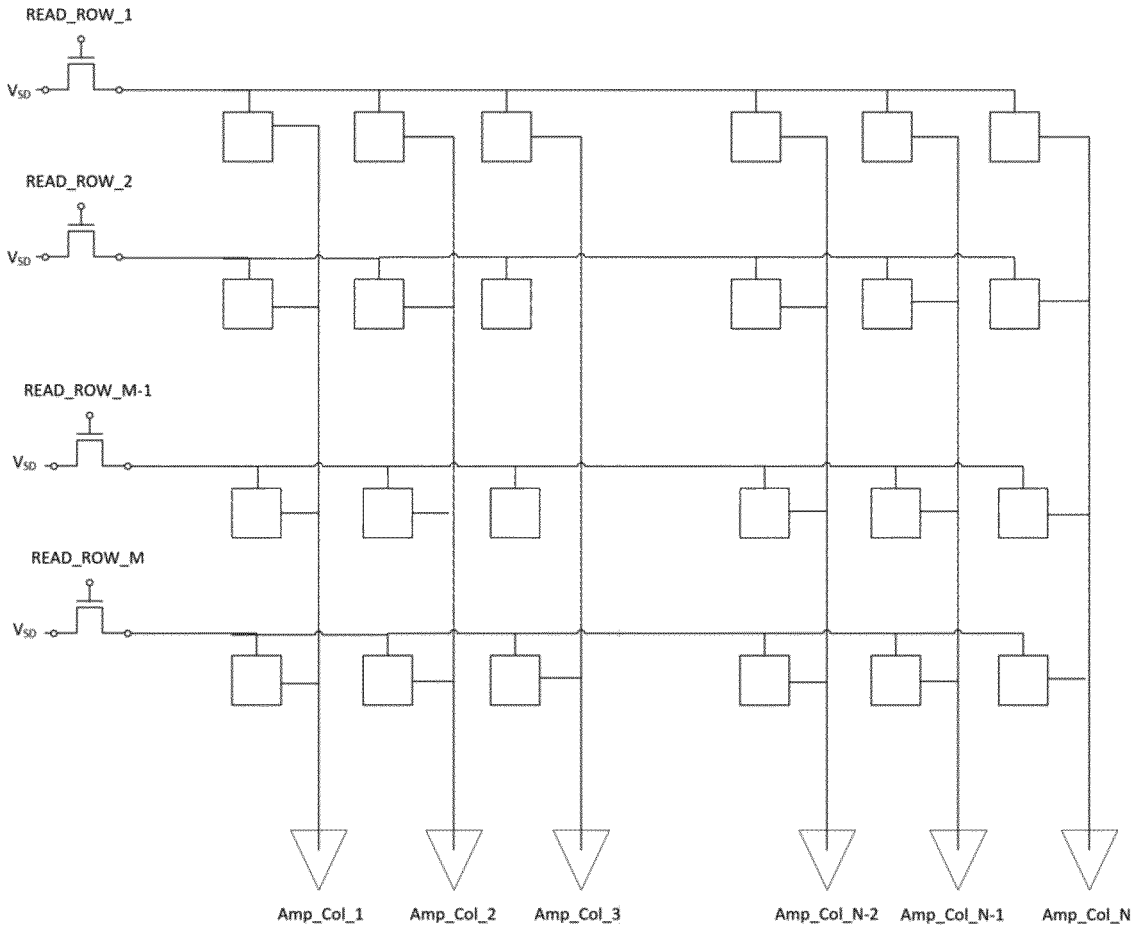 READ_ROW_1
VSD
READ_ROW_2
VSD
READ_ROW_M-1
VSD
READ_ROW_M
VSD
Amp_Col_1 Amp_Col_2 Amp_Col_3 Amp_Col_N-2 Amp_Col_N-1 Amp_Col_N